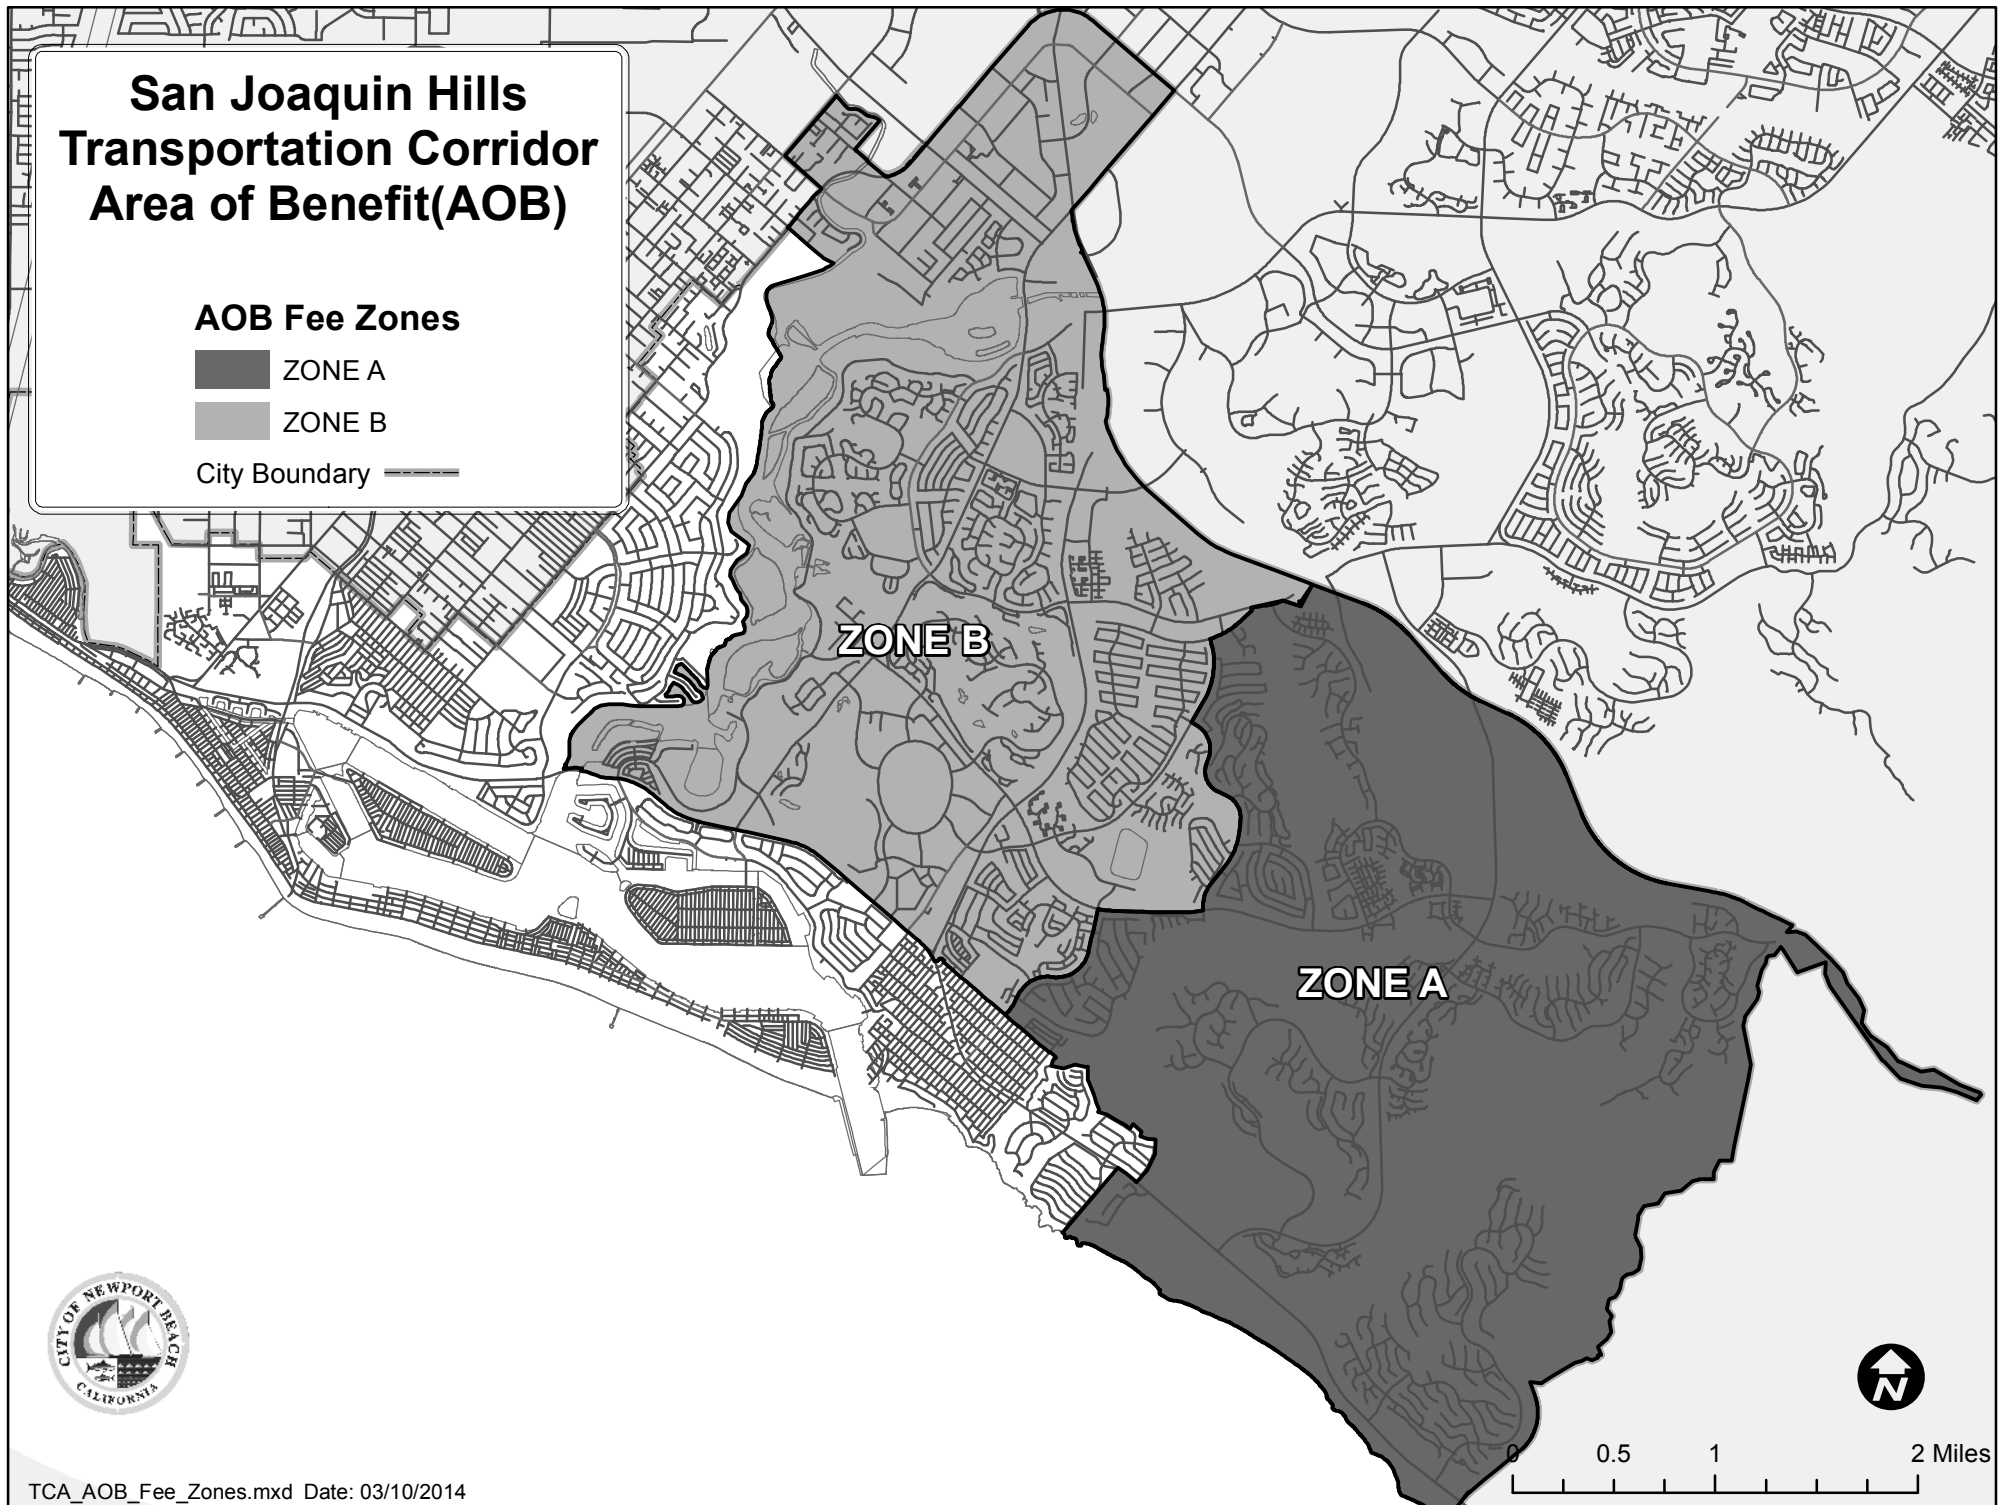 San Joaquin Hills
Transportation Corridor
Area of Benefit(AOB)
AOB Fee Zones
ZONE A
ZONE B
City Boundary
ZONE B
ZONE A
CITY OF NEWPORT BEACH
CALIFORNIA
N
0 0.5 1 2 Miles
TCA_AOB_Fee_Zones.mxd Date: 03/10/2014